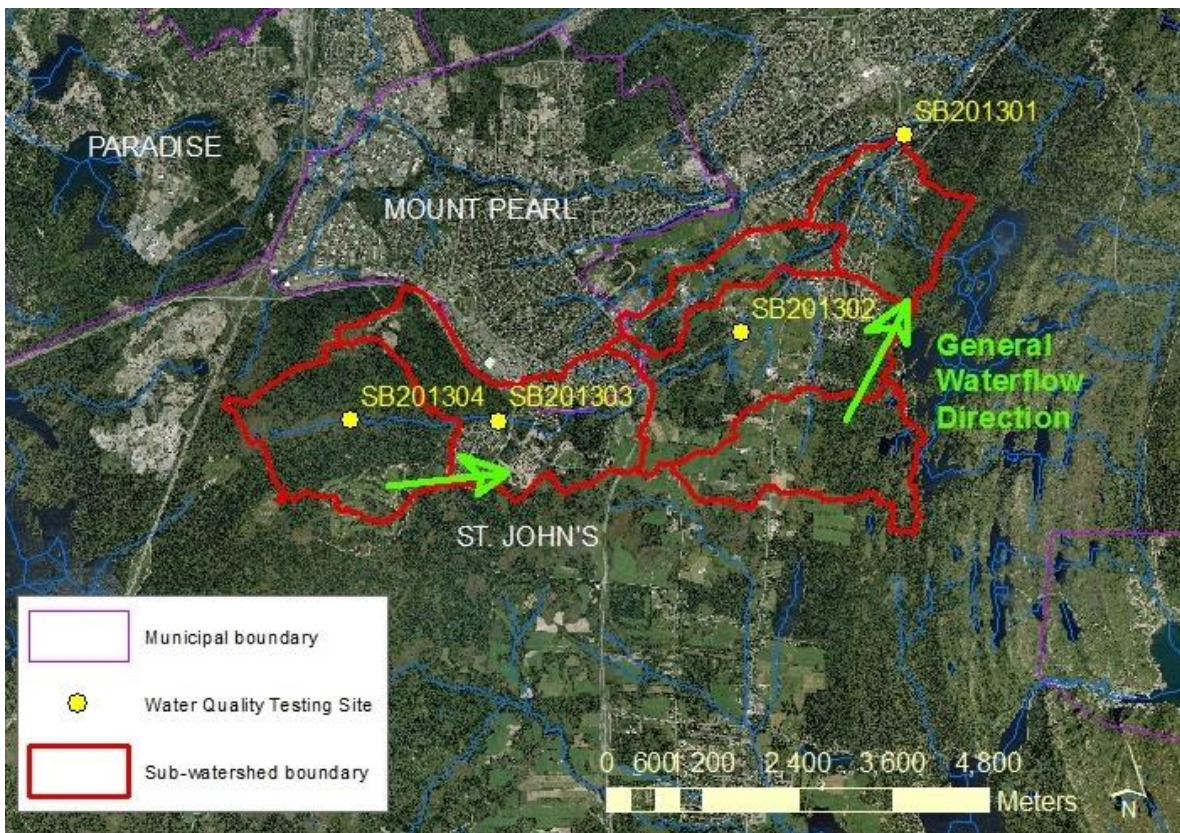 SB201301
PARADISE
MOUNT PEARL
SB201302
General
Waterflow
Direction
SB201304
SB201303
ST. JOHN'S
Municipal boundary
Water Quality Testing Site
Sub-watershed boundary
0 600 1,200 2,400 3,600 4,800
Meters
N